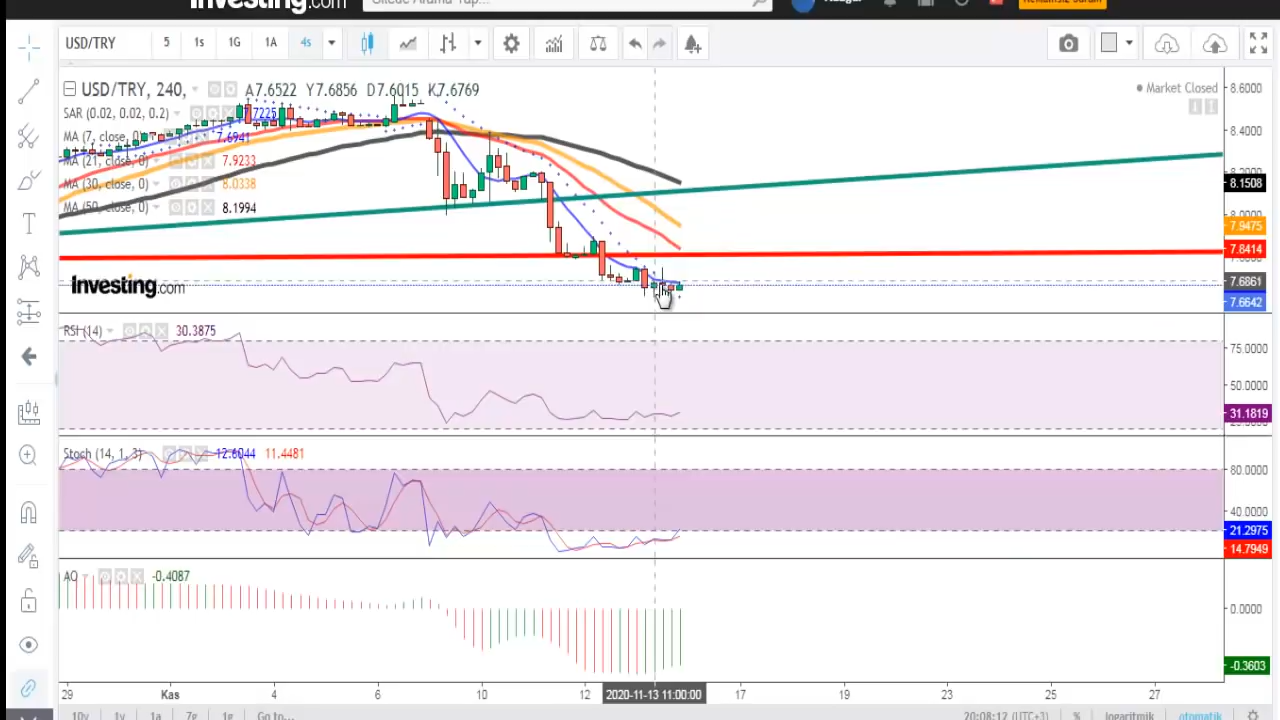 Investing.com
USD/TRY 5 1s 1G 1A 4s
USD/TRY, 240, A7.6522 Y7.6856 D7.6015 K7.6769
Market Closed
SAR (0.02, 0.02, 0.2) 7.7225
MA (7, close, 0) 7.6941
MA (21, close, 0) 7.9233
MA (30, close, 0) 8.0338
MA (50, close, 0) 8.1994
8.6000
8.4000
8.1508
8.0000
7.9475
7.8414
7.6861
7.6642
Investing.com
RSI (14) 30.3875
75.0000
50.0000
31.1819
Stoch (14, 1, 3) 12.6044 11.4481
80.0000
40.0000
21.2975
14.7949
AO -0.4087
0.0000
-0.3603
29 Kas 4 6 10 12 2020-11-13 11:00:00 17 19 23 25 27
10y 1y 1a 7g 1g Go to... 20:08:12 (UTC+3) % logaritmik otomatik